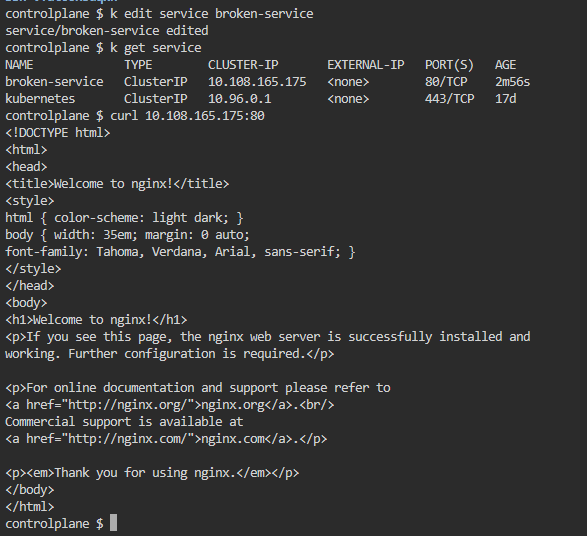 controlplane $ k edit service broken-service
service/broken-service edited
controlplane $ k get service
NAME             TYPE        CLUSTER-IP       EXTERNAL-IP   PORT(S)   AGE
broken-service   ClusterIP   10.108.165.175   <none>        80/TCP    2m56s
kubernetes       ClusterIP   10.96.0.1        <none>        443/TCP   17d
controlplane $ curl 10.108.165.175:80
<!DOCTYPE html>
<html>
<head>
<title>Welcome to nginx!</title>
<style>
html { color-scheme: light dark; }
body { width: 35em; margin: 0 auto;
font-family: Tahoma, Verdana, Arial, sans-serif; }
</style>
</head>
<body>
<h1>Welcome to nginx!</h1>
<p>If you see this page, the nginx web server is successfully installed and
working. Further configuration is required.</p>

<p>For online documentation and support please refer to
<a href="http://nginx.org/">nginx.org</a>.<br/>
Commercial support is available at
<a href="http://nginx.com/">nginx.com</a>.</p>

<p><em>Thank you for using nginx.</em></p>
</body>
</html>
controlplane $